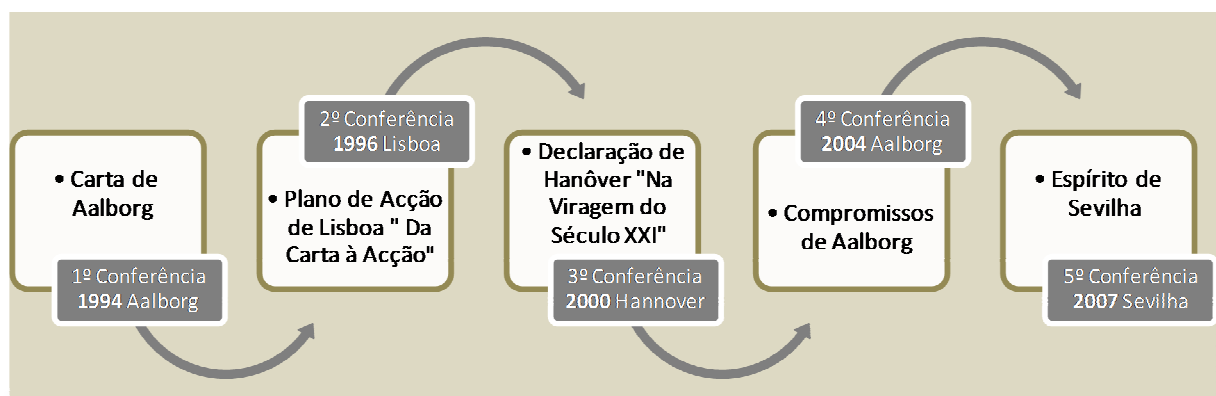 • Carta de
Aalborg
1º Conferência
1994 Aalborg
2º Conferência
1996 Lisboa
• Plano de Acção
de Lisboa " Da
Carta à Acção"
• Declaração de
Hanôver "Na
Viragem do
Século XXI"
3º Conferência
2000 Hannover
4º Conferência
2004 Aalborg
• Compromissos
de Aalborg
• Espírito de
Sevilha
5º Conferência
2007 Sevilha